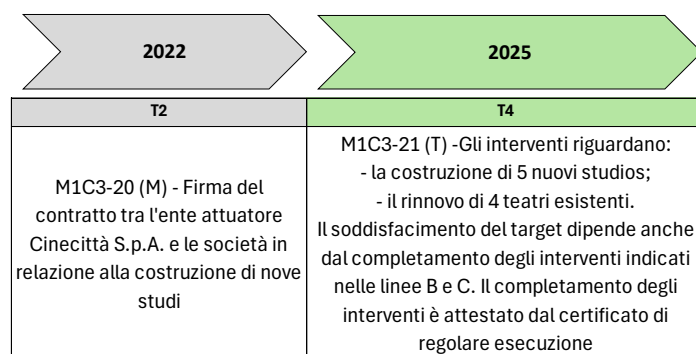 2022
2025
T2
T4
M1C3-20 (M) - Firma del
contratto tra l'ente attuatore
Cinecittà S.p.A. e le società in
relazione alla costruzione di nove
studi
M1C3-21 (T) -Gli interventi riguardano:
- la costruzione di 5 nuovi studios;
- il rinnovo di 4 teatri esistenti.
Il soddisfacimento del target dipende anche
dal completamento degli interventi indicati
nelle linee B e C. Il completamento degli
interventi è attestato dal certificato di
regolare esecuzione